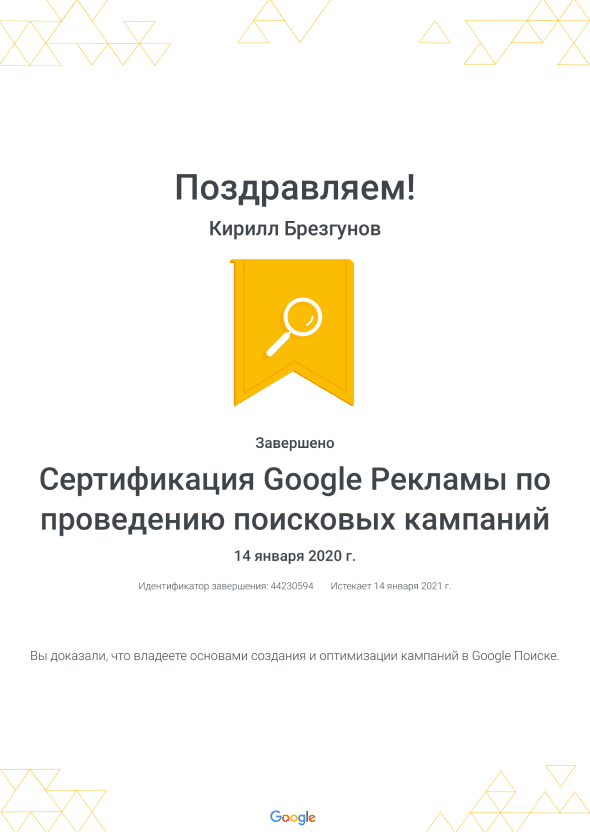 Поздравляем!
Кирилл Брезгунов
Завершено
Сертификация Google Рекламы по
проведению поисковых кампаний
14 января 2020 г.
Идентификатор завершения: 44230594 Истекает 14 января 2021 г.
Вы доказали, что владеете основами создания и оптимизации кампаний в Google Поиске.
Google